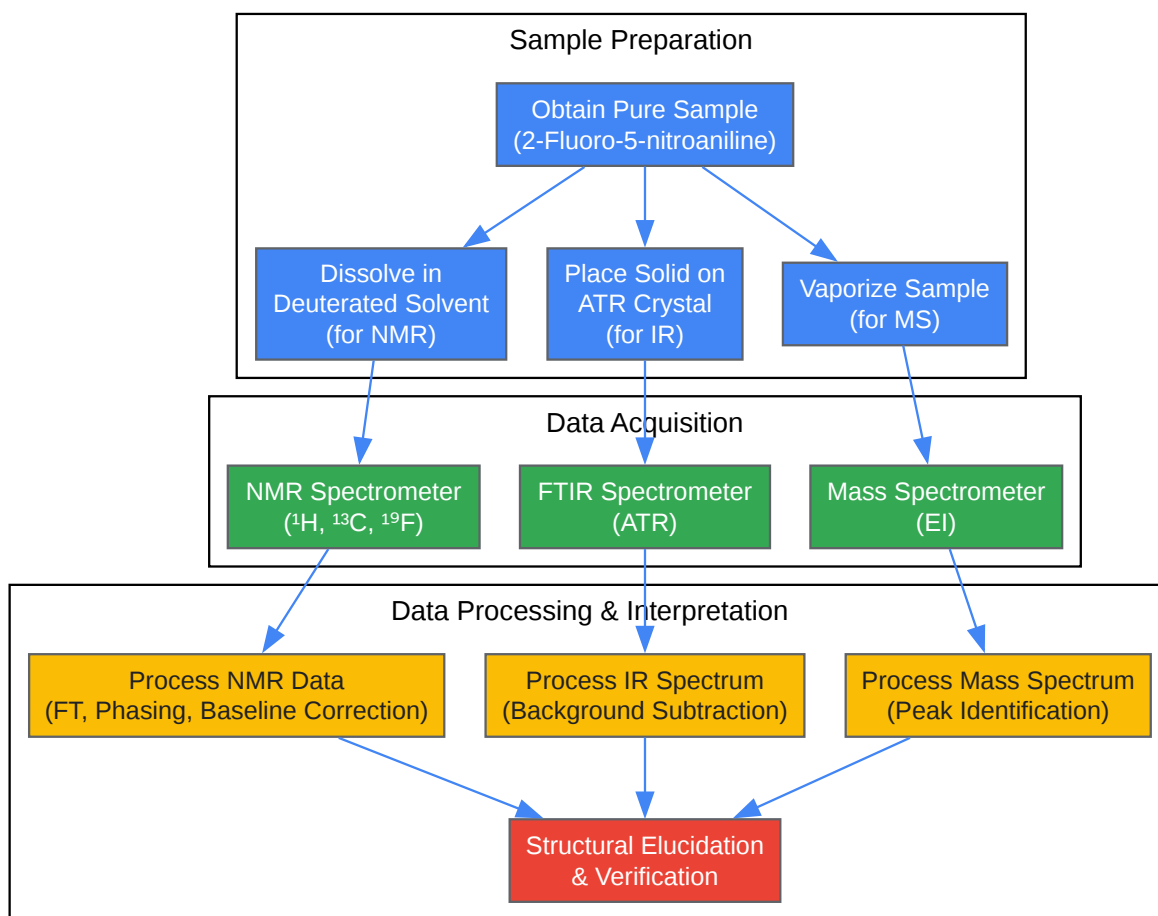 Sample Preparation
Obtain Pure Sample
(2-Fluoro-5-nitroaniline)
Dissolve in
Deuterated Solvent
(for NMR)
Place Solid on
ATR Crystal
(for IR)
Vaporize Sample
(for MS)
Data Acquisition
NMR Spectrometer
(¹H, ¹³C, ¹⁹F)
FTIR Spectrometer
(ATR)
Mass Spectrometer
(EI)
Data Processing & Interpretation
Process NMR Data
(FT, Phasing, Baseline Correction)
Process IR Spectrum
(Background Subtraction)
Process Mass Spectrum
(Peak Identification)
Structural Elucidation
& Verification